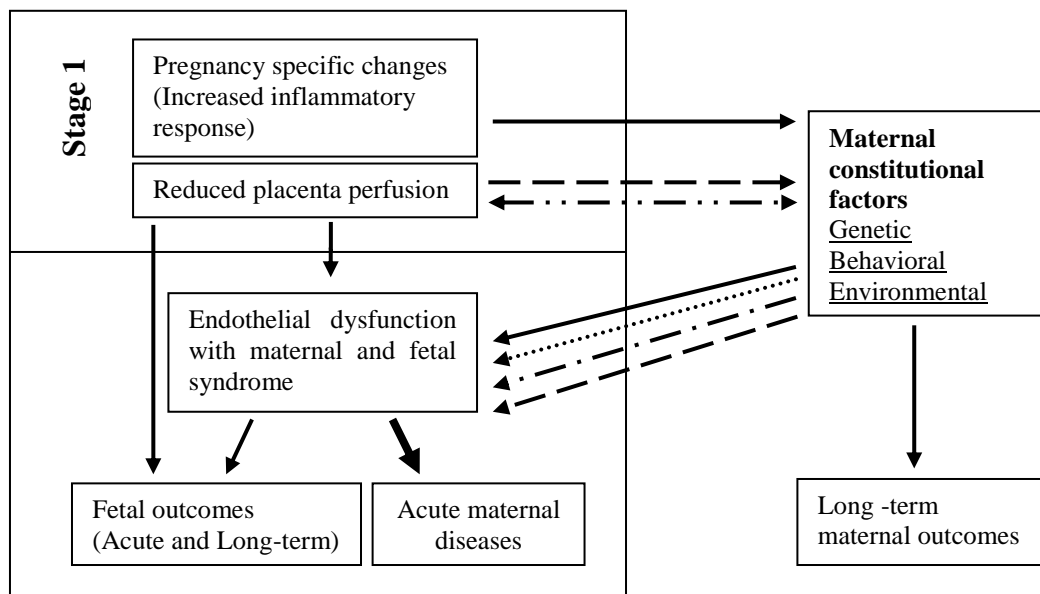 Stage 1
Pregnancy specific changes
(Increased inflammatory
response)
Reduced placenta perfusion
Maternal
constitutional
factors
Genetic
Behavioral
Environmental
Endothelial dysfunction
with maternal and fetal
syndrome
Fetal outcomes
(Acute and Long-term)
Acute maternal
diseases
Long -term
maternal outcomes